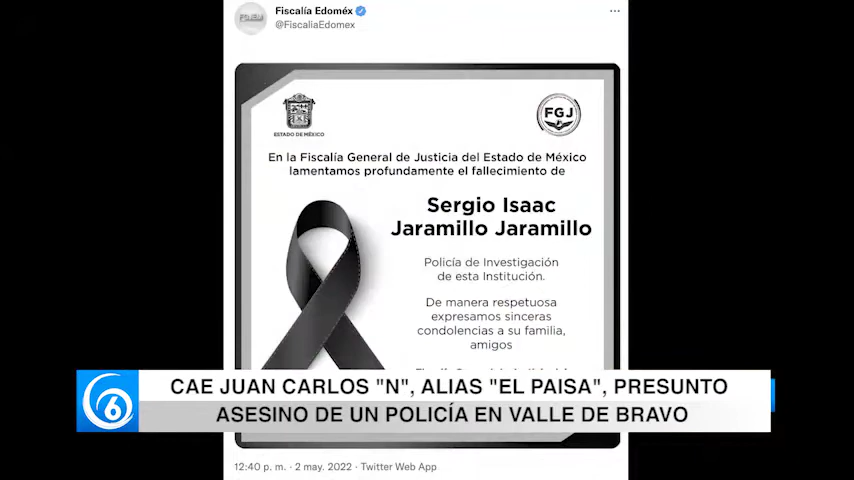 Fiscalía Edoméx
@FiscaliaEdomex
ESTADO DE MÉXICO
FGJ
En la Fiscalía General de Justicia del Estado de México
lamentamos profundamente el fallecimiento de
Sergio Isaac
Jaramillo Jaramillo
Policía de Investigación
de esta Institución.
De manera respetuosa
expresamos sinceras
condolencias a su familia,
amigos
6
CAE JUAN CARLOS "N", ALIAS "EL PAISA", PRESUNTO
ASESINO DE UN POLICÍA EN VALLE DE BRAVO
12:40 p. m. · 2 may. 2022 · Twitter Web App